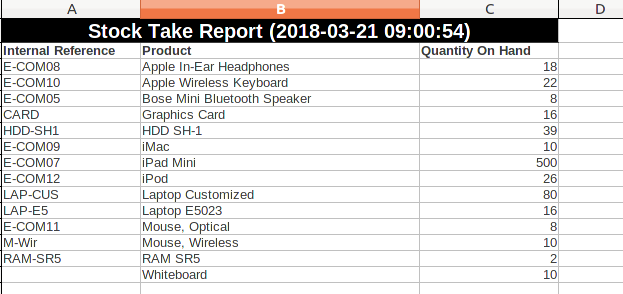 A B C D
Stock Take Report (2018-03-21 09:00:54)
Internal Reference Product Quantity On Hand
E-COM08 Apple In-Ear Headphones 18
E-COM10 Apple Wireless Keyboard 22
E-COM05 Bose Mini Bluetooth Speaker 8
CARD Graphics Card 16
HDD-SH1 HDD SH-1 39
E-COM09 iMac 10
E-COM07 iPad Mini 500
E-COM12 iPod 26
LAP-CUS Laptop Customized 80
LAP-E5 Laptop E5023 16
E-COM11 Mouse, Optical 8
M-Wir Mouse, Wireless 10
RAM-SR5 RAM SR5 2
Whiteboard 10